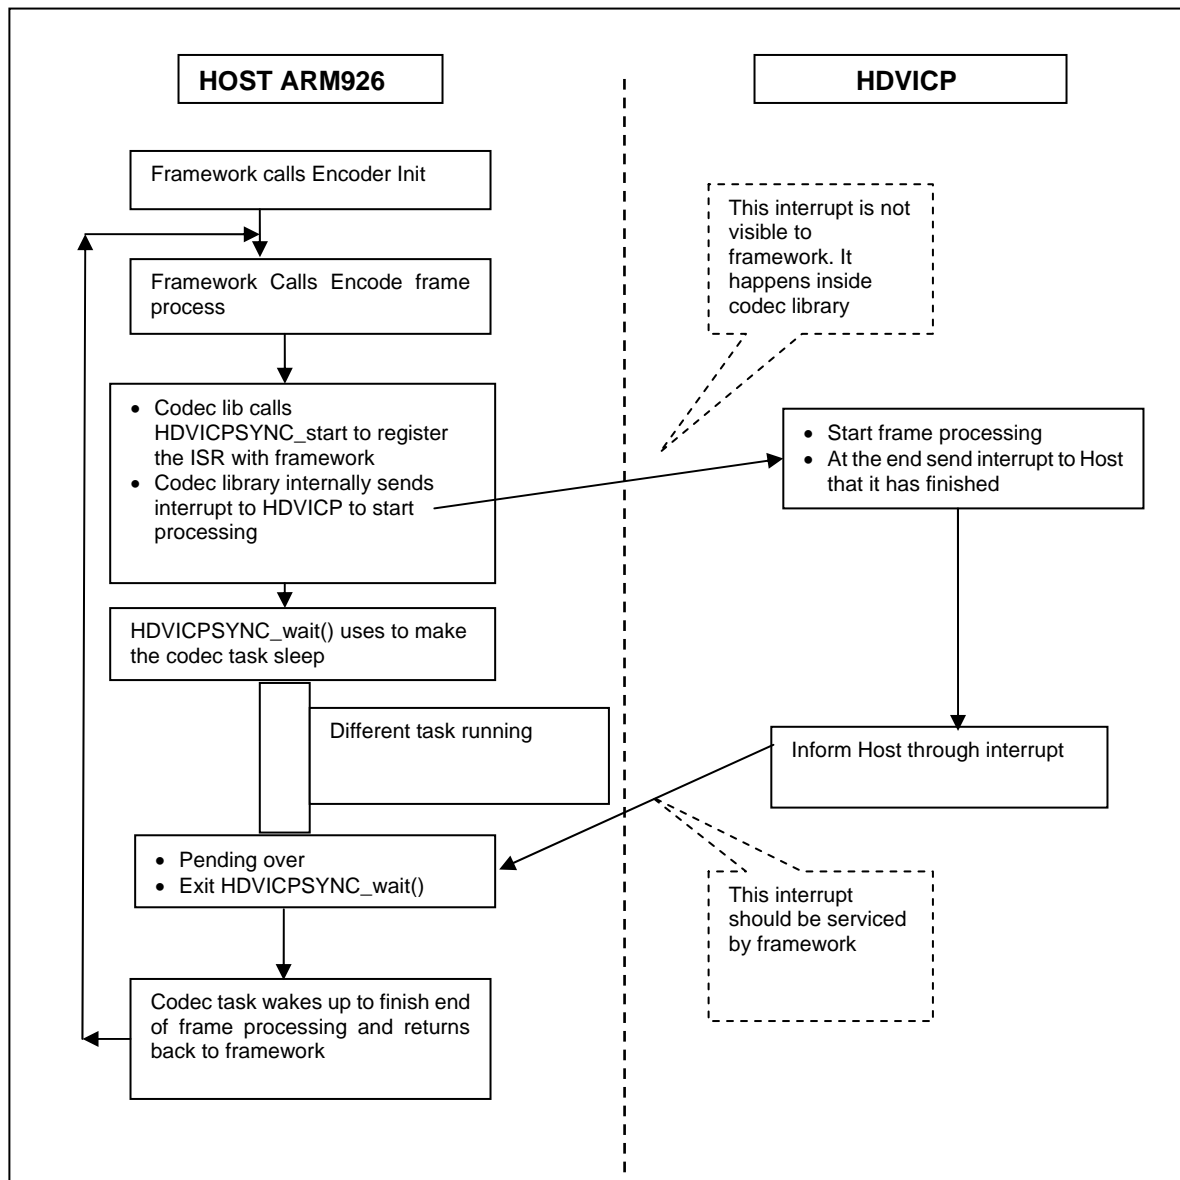 HOST ARM926
HDVICP
Framework calls Encoder Init
This interrupt is not
visible to
framework. It
happens inside
codec library
Framework Calls Encode frame
process
• Codec lib calls
HDVICPSYNC_start to register
the ISR with framework
• Codec library internally sends
interrupt to HDVICP to start
processing
• Start frame processing
• At the end send interrupt to Host
that it has finished
HDVICPSYNC_wait() uses to make
the codec task sleep
Different task running
Inform Host through interrupt
• Pending over
• Exit HDVICPSYNC_wait()
This interrupt
should be serviced
by framework
Codec task wakes up to finish end
of frame processing and returns
back to framework